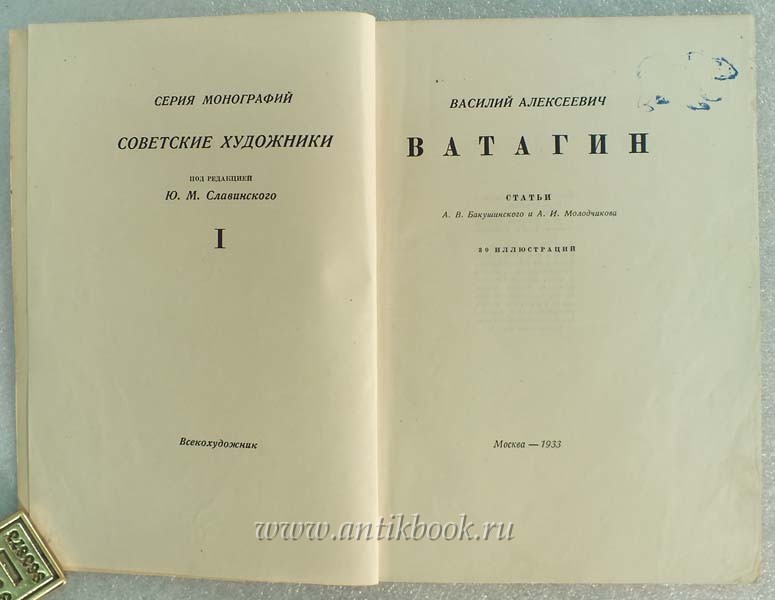 СЕРИЯ МОНОГРАФИЙ
СОВЕТСКИЕ ХУДОЖНИКИ
ПОД РЕДАКЦИЕЙ
Ю. М. Славинского
I
Всекохудожник
ВАСИЛИЙ АЛЕКСЕЕВИЧ
ВАТАГИН
СТАТЬИ
А. В. Бакушинского и А. И. Молодчикова
30 ИЛЛЮСТРАЦИЙ
Москва — 1933
www.antikbook.ru